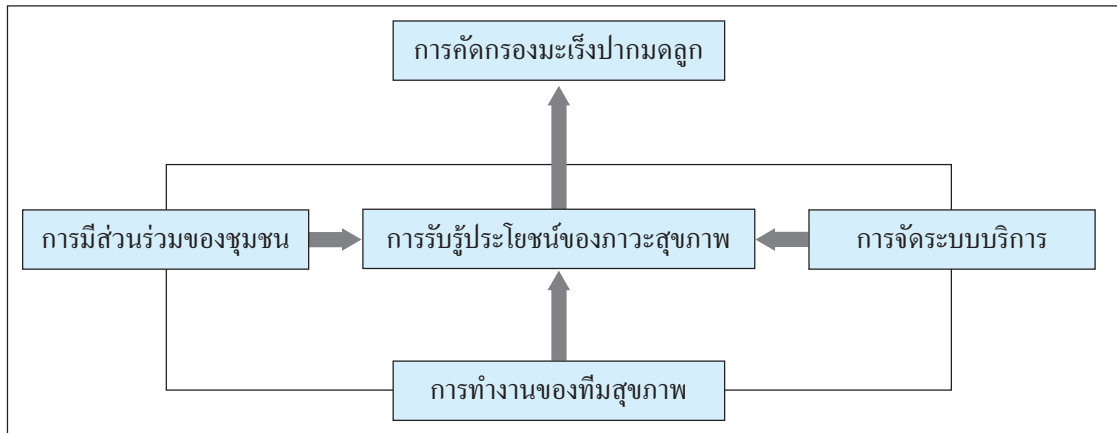 การคัดกรองมะเร็งปากมดลูก
การมีส่วนร่วมของชุมชน
การรับรู้ประโยชน์ของภาวะสุขภาพ
การจัดระบบบริการ
การทำงานของทีมสุขภาพ